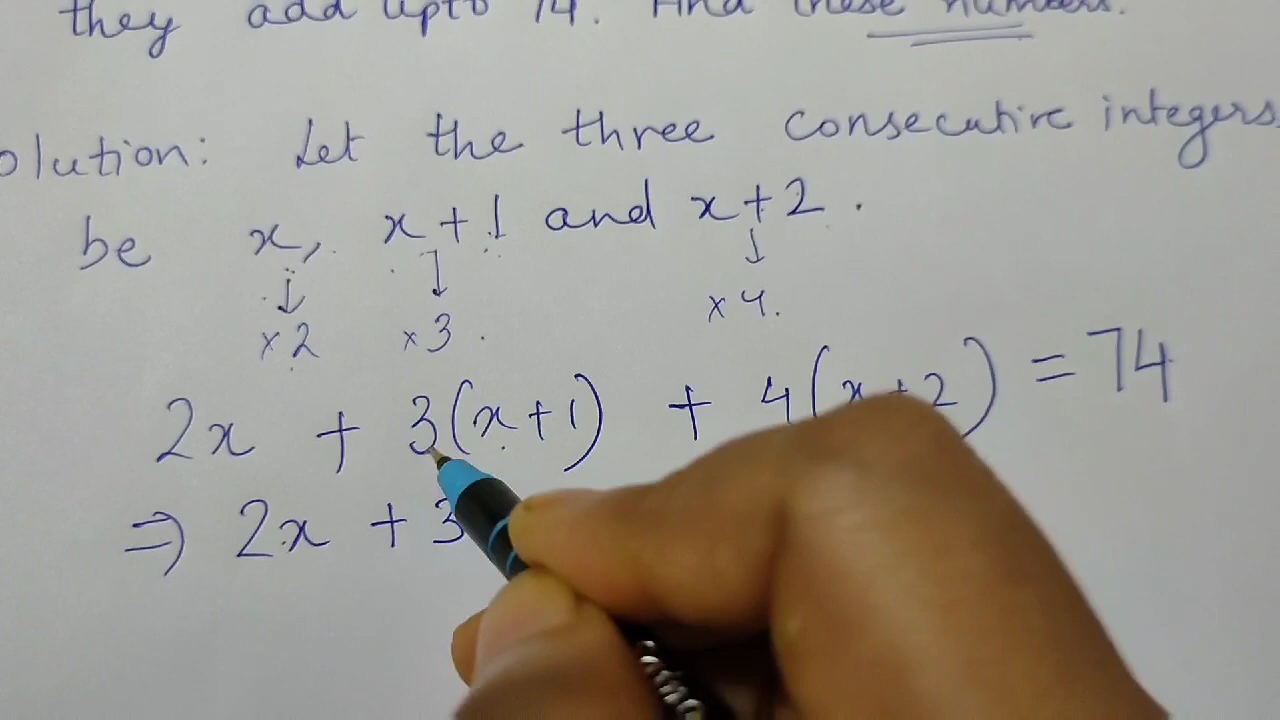 they add upto 74. Find these numbers.
olution: Let the three consecutive integers
be x, x+1 and x+2.
↓ ↓ ↓
×2 ×3. ×4.
2x + 3(x+1) + 4(x+2) = 74
⇒ 2x + 3